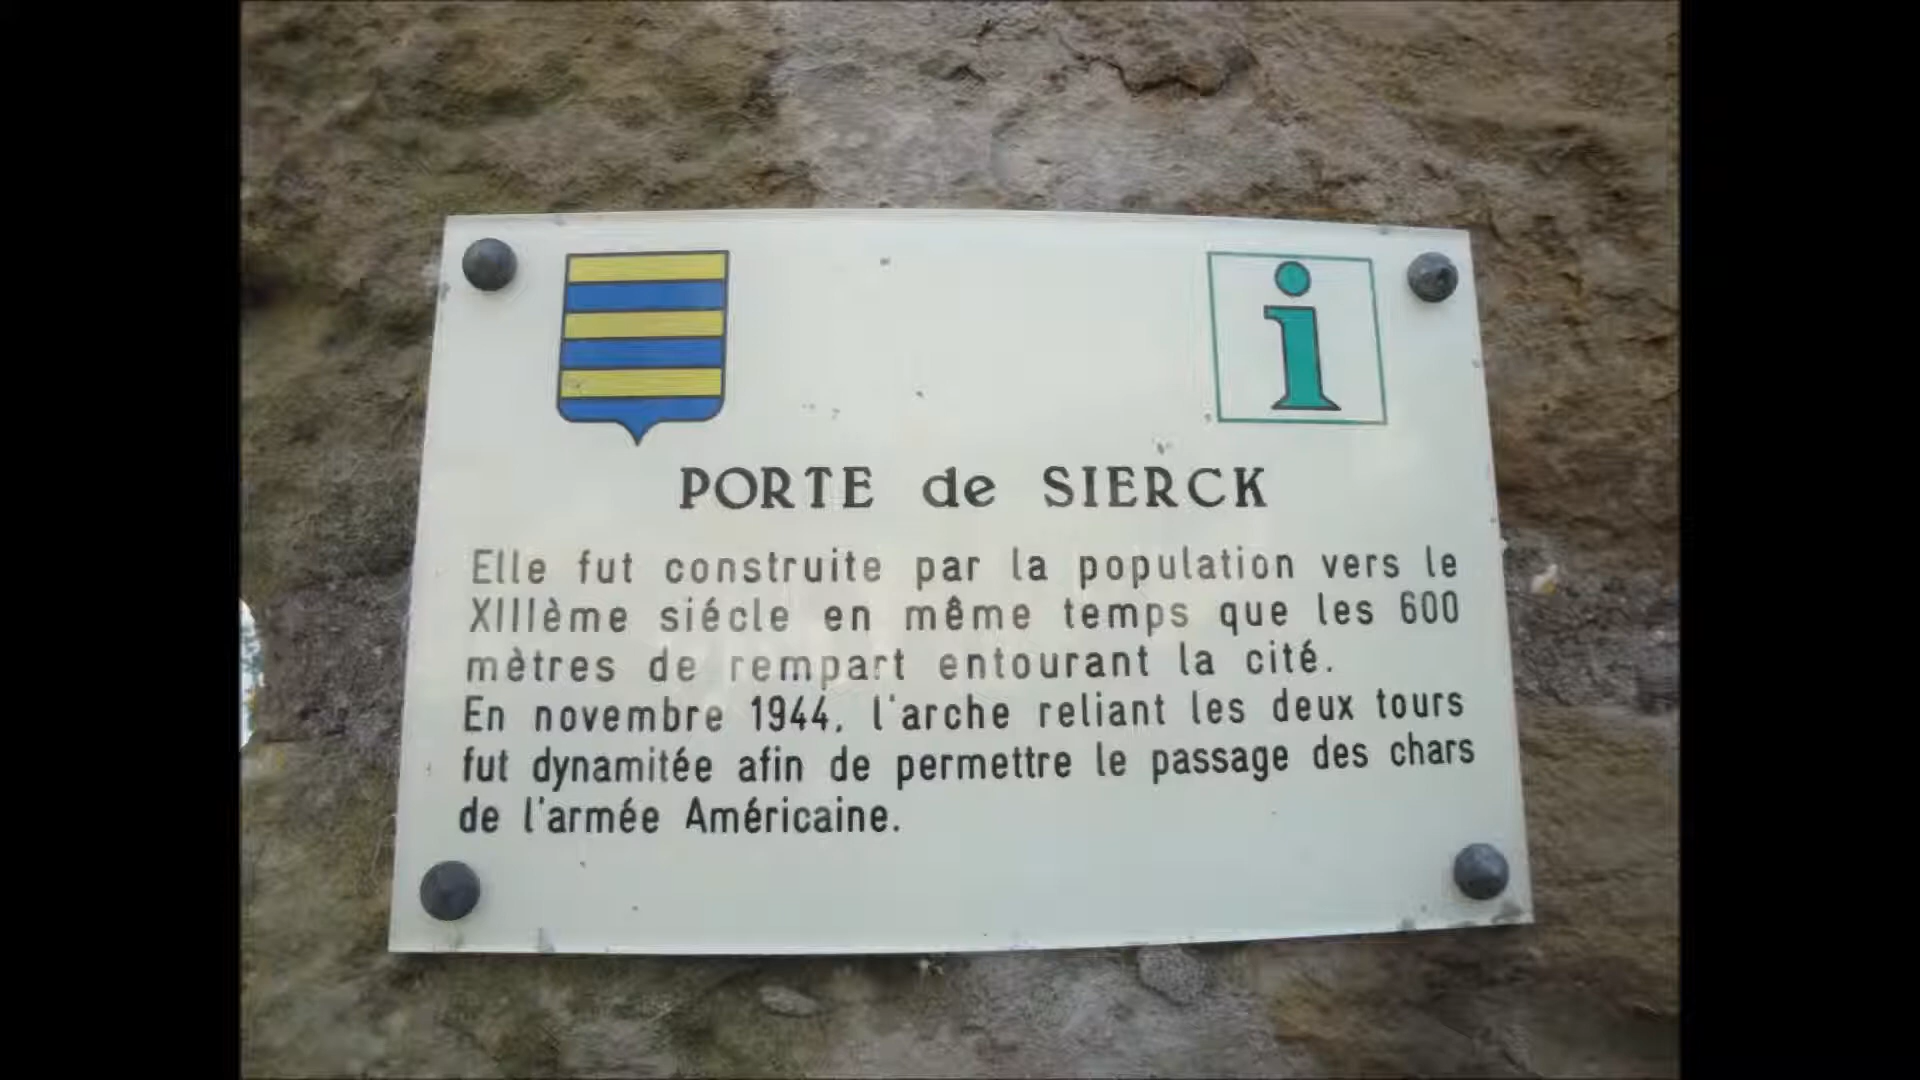 i
PORTE de SIERCK
Elle fut construite par la population vers le
XIIIème siécle en même temps que les 600
mètres de rempart entourant la cité.
En novembre 1944, l'arche reliant les deux tours
fut dynamitée afin de permettre le passage des chars
de l'armée Américaine.